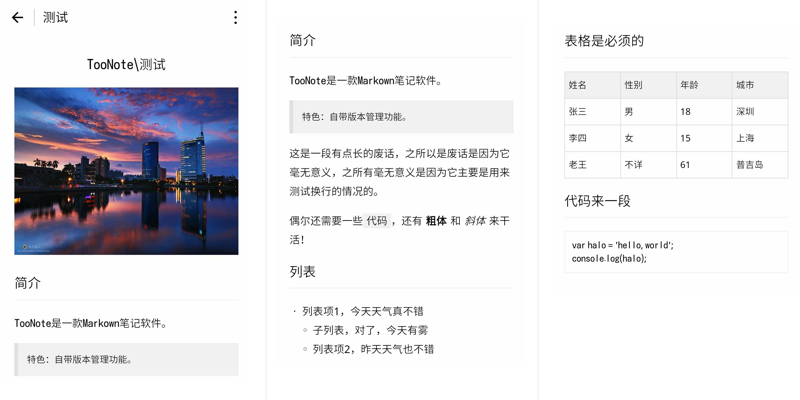 测试
TooNote\测试
简介
TooNote是一款Markown笔记软件。
特色：自带版本管理功能。
简介
TooNote是一款Markown笔记软件。
特色：自带版本管理功能。
这是一段有点长的废话，之所以是废话是因为它
毫无意义，之所有毫无意义是因为它主要是用来
测试换行的情况的。
偶尔还需要一些 代码 ，还有 粗体 和 斜体 来干
活！
列表
· 列表项1，今天天气真不错
◦ 子列表，对了，今天有雾
◦ 列表项2，昨天天气也不错
表格是必须的
姓名 性别 年龄 城市
张三 男 18 深圳
李四 女 15 上海
老王 不详 61 普吉岛
代码来一段
var halo = 'hello, world';
console.log(halo);